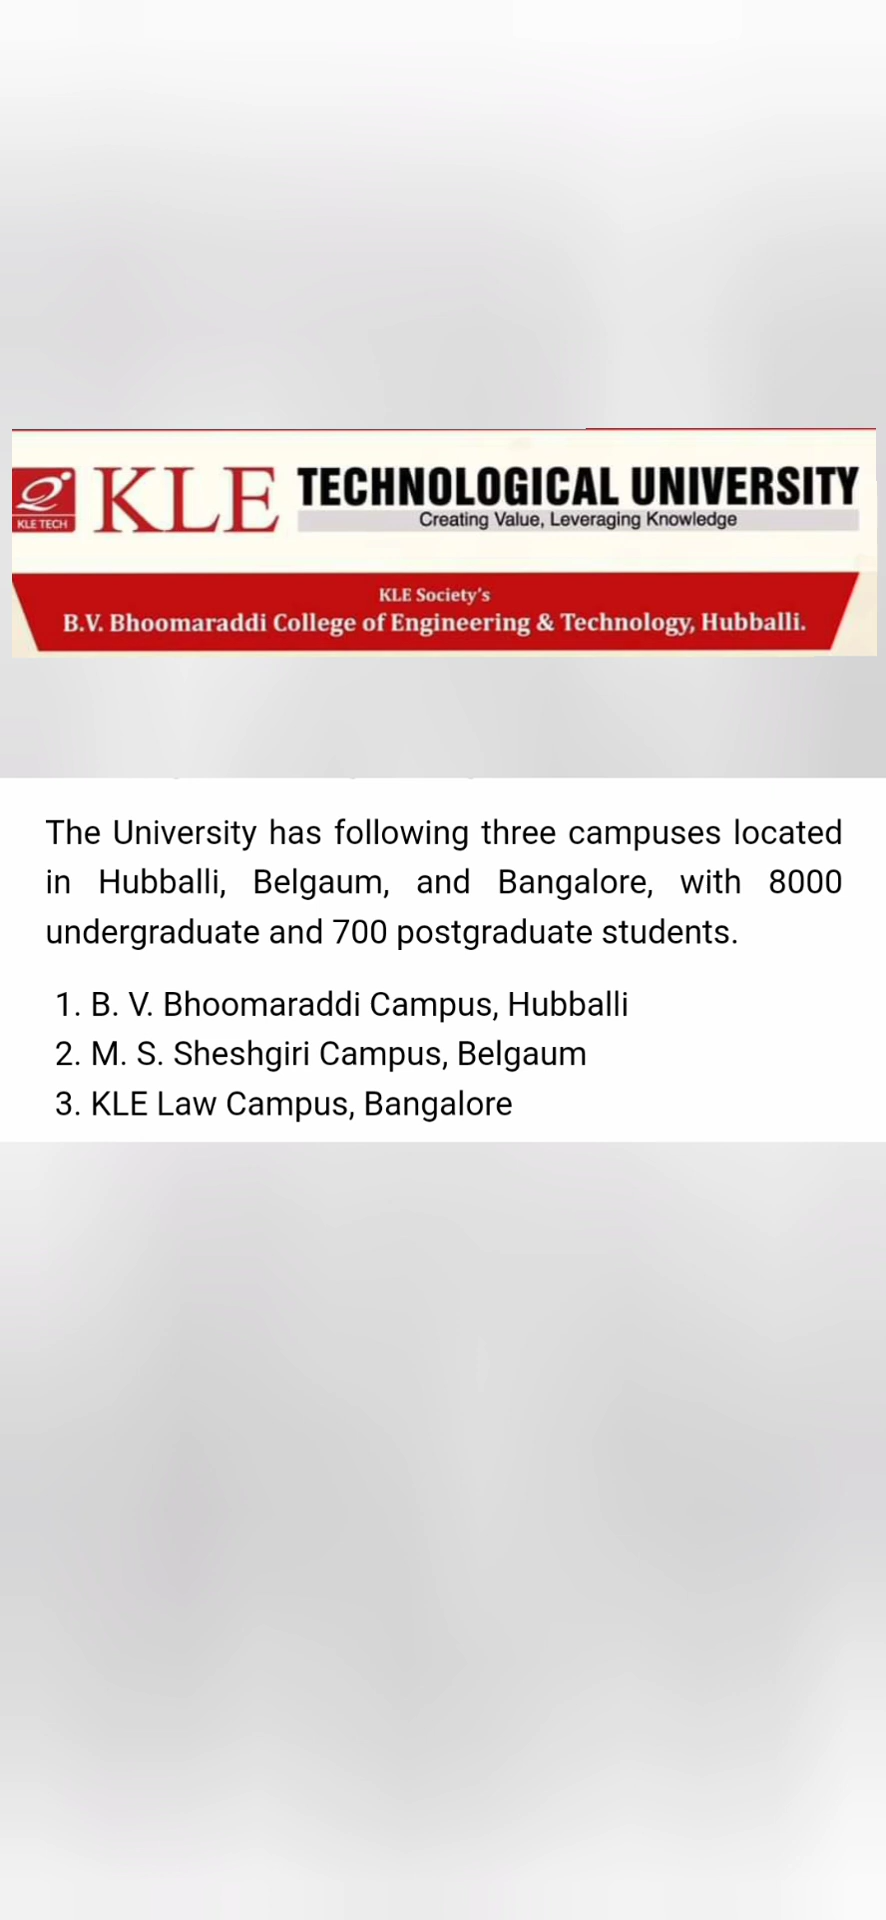 KLE TECH
KLE
TECHNOLOGICAL UNIVERSITY
Creating Value, Leveraging Knowledge
KLE Society's
B.V. Bhoomaraddi College of Engineering & Technology, Hubballi.
The University has following three campuses located
in Hubballi, Belgaum, and Bangalore, with 8000
undergraduate and 700 postgraduate students.
1. B. V. Bhoomaraddi Campus, Hubballi
2. M. S. Sheshgiri Campus, Belgaum
3. KLE Law Campus, Bangalore